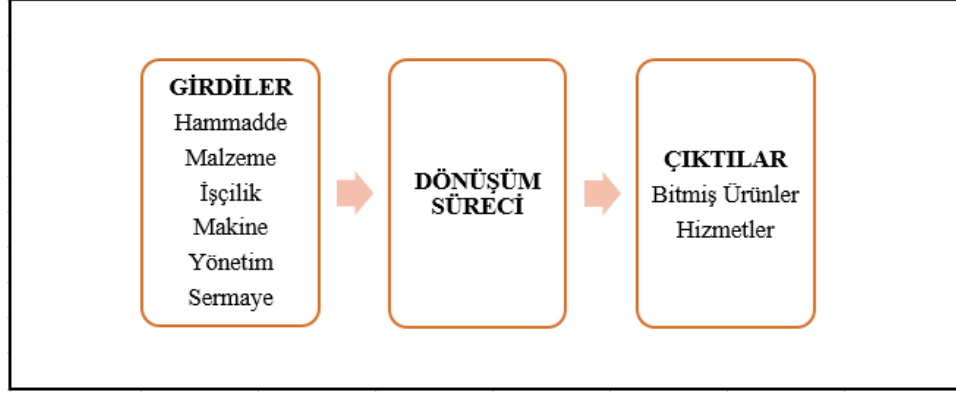 GİRDİLER
Hammadde
Malzeme
İşçilik
Makine
Yönetim
Sermaye
DÖNÜŞÜM
SÜRECİ
ÇIKTILAR
Bitmiş Ürünler
Hizmetler